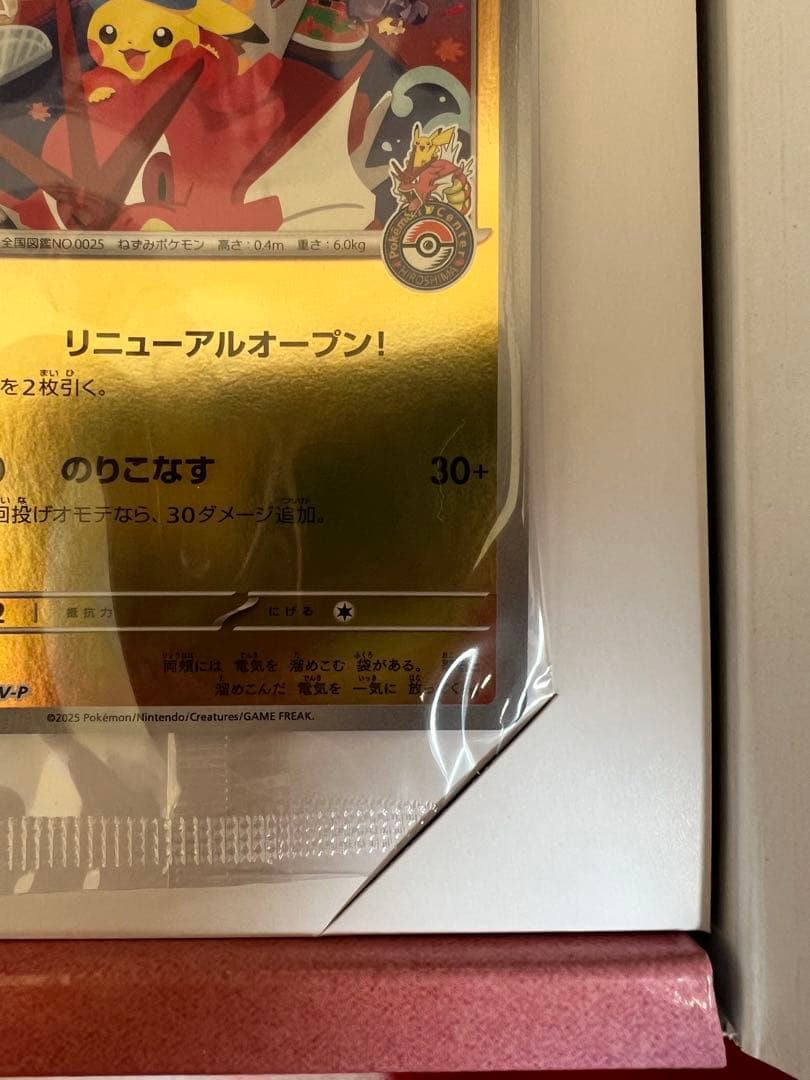 Pokémon Center
HIROSHIMA
全国図鑑NO.0025 ねずみポケモン 高さ:0.4m 重さ:6.0kg
リニューアルオープン!
を2枚引く。
のりこなす 30+
回投げオモテなら、30ダメージ追加。
2 抵抗力 にげる
両頬には 電気を 溜めこむ 袋がある。
溜めこんだ 電気を 一気に 放
V-P
©2025 Pokémon/Nintendo/Creatures/GAME FREAK.